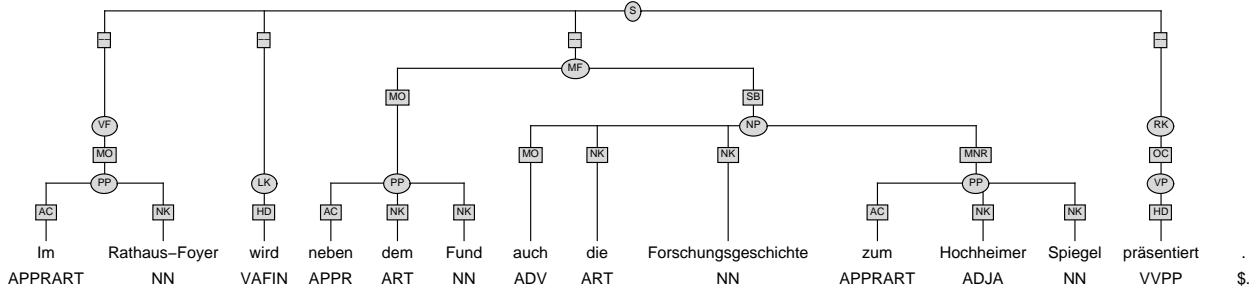 S
–– –– –– ––
MF
MO SB
VF NP RK
MO MO NK NK MNR OC
PP LK PP PP VP
AC NK HD AC NK NK AC NK NK HD
Im Rathaus–Foyer wird neben dem Fund auch die Forschungsgeschichte zum Hochheimer Spiegel präsentiert .
APPRART NN VAFIN APPR ART NN ADV ART NN APPRART ADJA NN VVPP $.